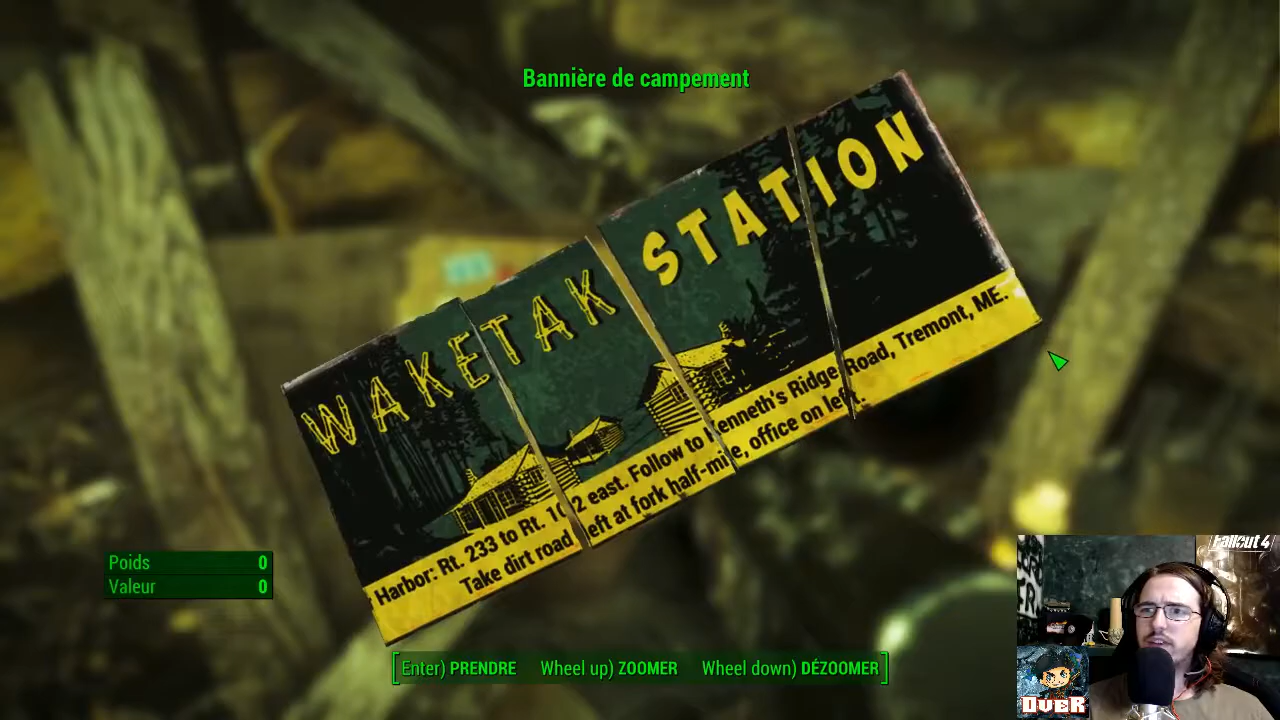 Bannière de campement
WAKETAK STATION
Harbor: Rt. 233 to Rt. 102 east. Follow to Kenneth's Ridge Road, Tremont, ME.
Take dirt road left at fork half-mile, office on left.
Poids 0
Valeur 0
Enter) PRENDRE Wheel up) ZOOMER Wheel down) DÉZOOMER
Fallout 4
OveR